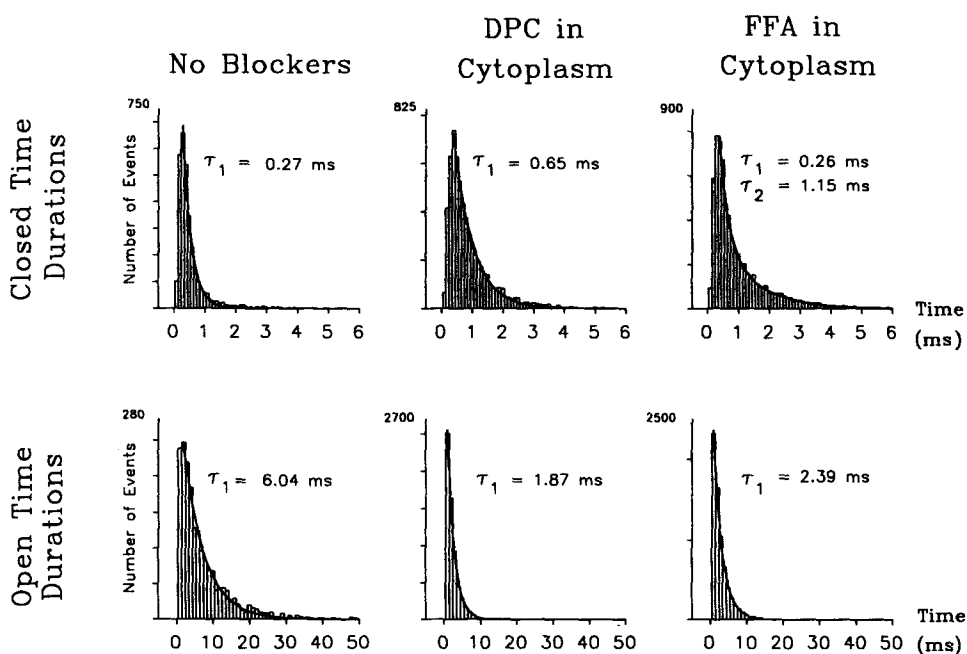 No Blockers
DPC in
Cytoplasm
FFA in
Cytoplasm
Closed Time
Durations
Number of Events
750
τ1 = 0.27 ms
0 1 2 3 4 5 6
825
τ1 = 0.65 ms
0 1 2 3 4 5 6
900
τ1 = 0.26 ms
τ2 = 1.15 ms
0 1 2 3 4 5 6
Time
(ms)
Open Time
Durations
Number of Events
280
τ1 = 6.04 ms
0 10 20 30 40 50
2700
τ1 = 1.87 ms
0 10 20 30 40 50
2500
τ1 = 2.39 ms
0 10 20 30 40 50
Time
(ms)